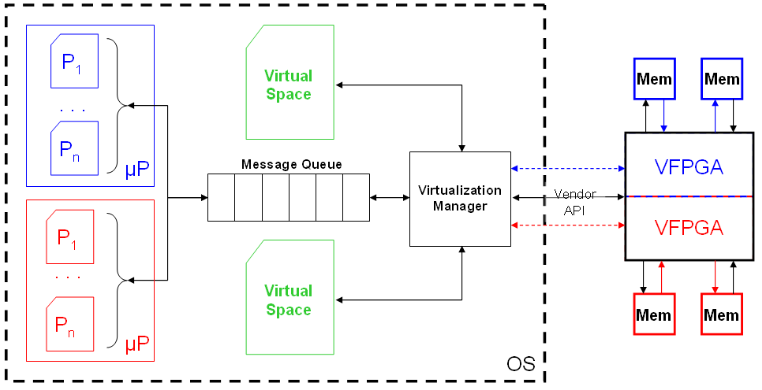 P1
. . .
Pn
µP
P1
. . .
Pn
µP
Virtual
Space
Message Queue
Virtual
Space
Virtualization
Manager
OS
Vendor
API
Mem
Mem
VFPGA
VFPGA
Mem
Mem